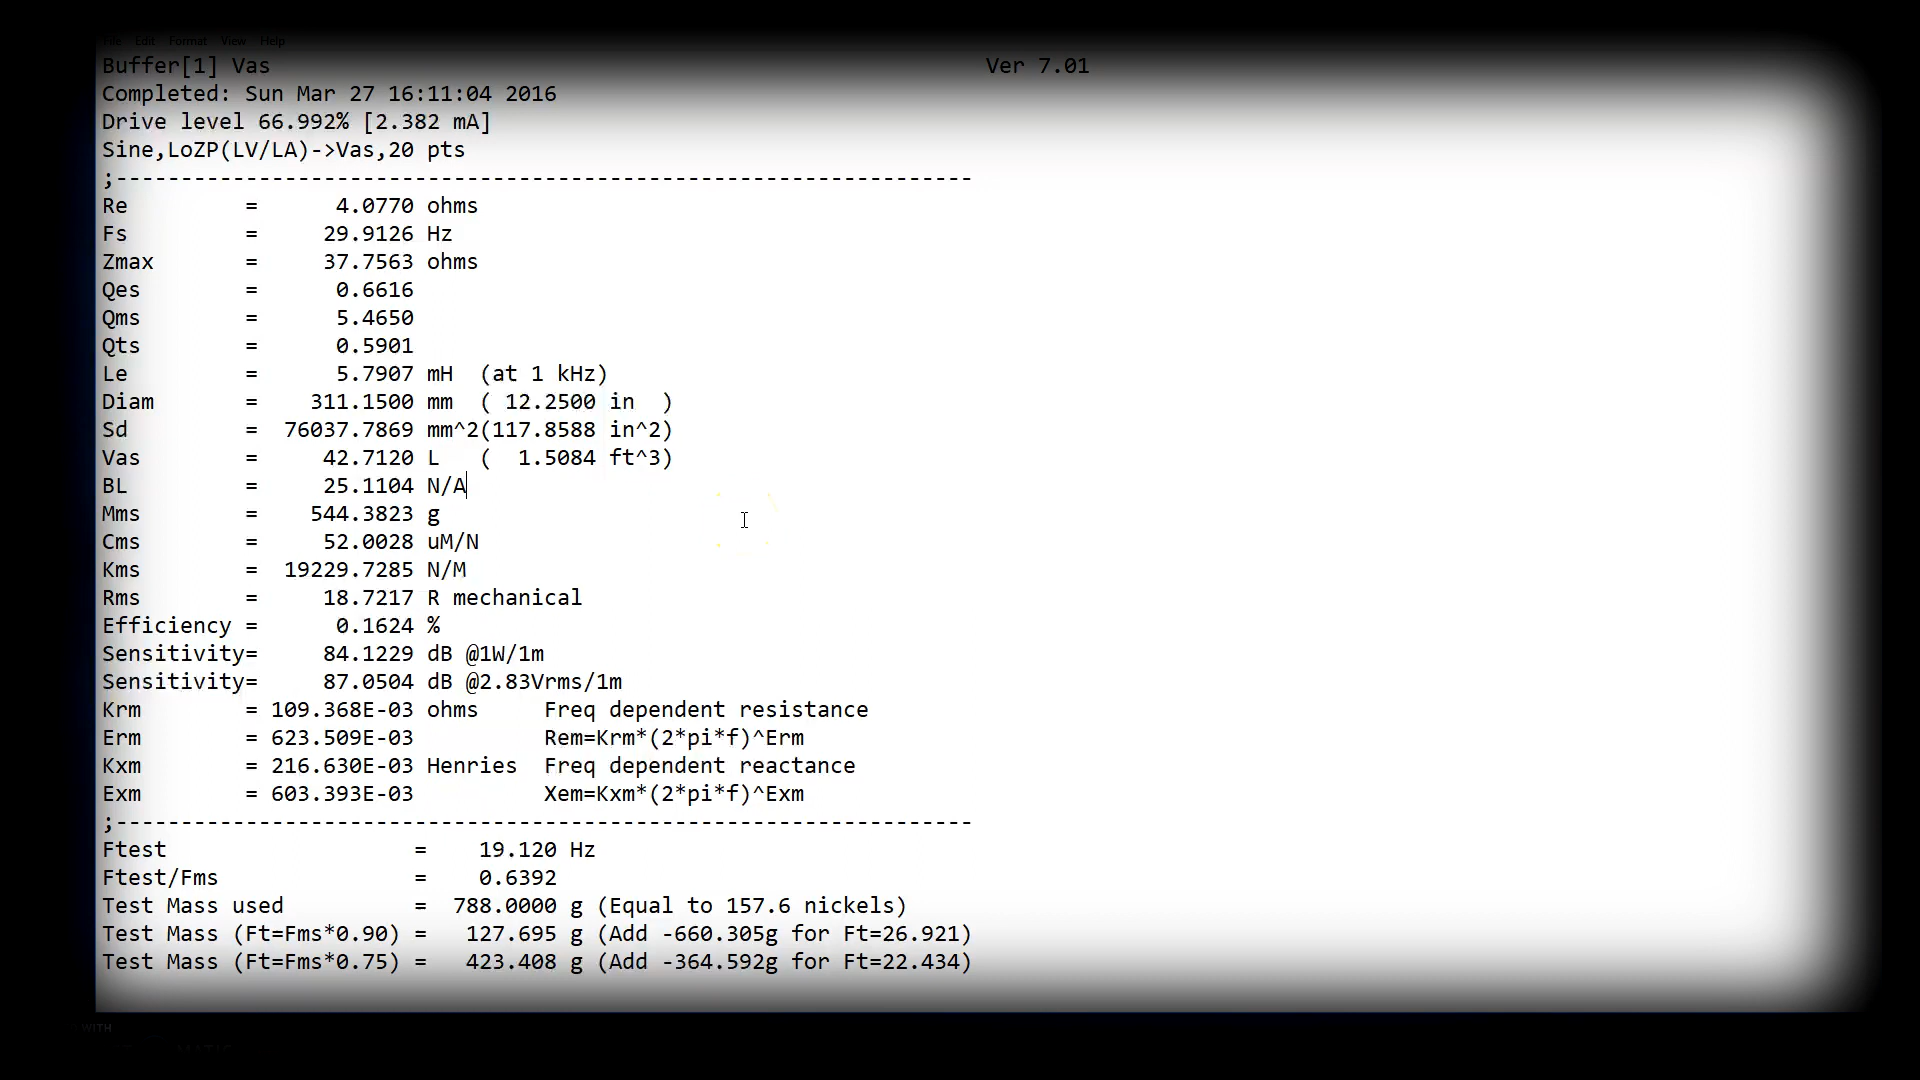 File Edit Format View Help
Buffer[1] Vas Ver 7.01
Completed: Sun Mar 27 16:11:04 2016
Drive level 66.992% [2.382 mA]
Sine,LoZP(LV/LA)->Vas,20 pts
;------------------------------------------------------------------
Re = 4.0770 ohms
Fs = 29.9126 Hz
Zmax = 37.7563 ohms
Qes = 0.6616
Qms = 5.4650
Qts = 0.5901
Le = 5.7907 mH (at 1 kHz)
Diam = 311.1500 mm ( 12.2500 in )
Sd = 76037.7869 mm^2(117.8588 in^2)
Vas = 42.7120 L ( 1.5084 ft^3)
BL = 25.1104 N/A
Mms = 544.3823 g
Cms = 52.0028 uM/N
Kms = 19229.7285 N/M
Rms = 18.7217 R mechanical
Efficiency = 0.1624 %
Sensitivity= 84.1229 dB @1W/1m
Sensitivity= 87.0504 dB @2.83Vrms/1m
Krm = 109.368E-03 ohms Freq dependent resistance
Erm = 623.509E-03 Rem=Krm*(2*pi*f)^Erm
Kxm = 216.630E-03 Henries Freq dependent reactance
Exm = 603.393E-03 Xem=Kxm*(2*pi*f)^Exm
;------------------------------------------------------------------
Ftest = 19.120 Hz
Ftest/Fms = 0.6392
Test Mass used = 788.0000 g (Equal to 157.6 nickels)
Test Mass (Ft=Fms*0.90) = 127.695 g (Add -660.305g for Ft=26.921)
Test Mass (Ft=Fms*0.75) = 423.408 g (Add -364.592g for Ft=22.434)
WITH